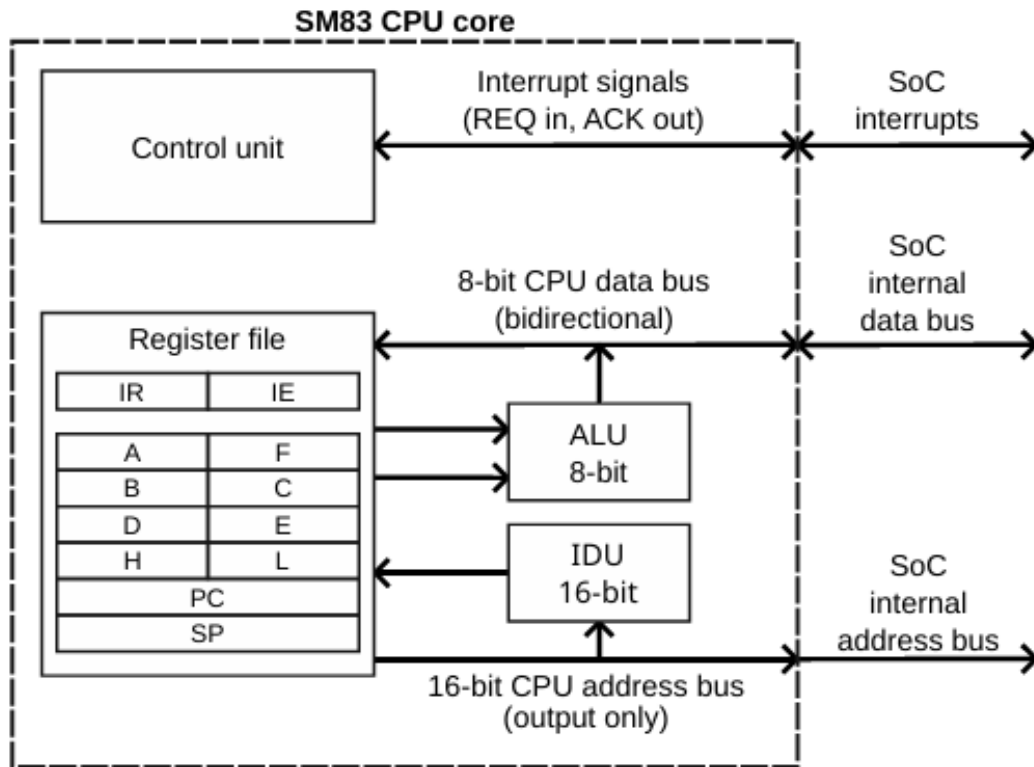 SM83 CPU core
Control unit
Interrupt signals
(REQ in, ACK out)
SoC
interrupts
8-bit CPU data bus
(bidirectional)
SoC
internal
data bus
Register file
IR IE
A F
B C
D E
H L
PC
SP
ALU
8-bit
IDU
16-bit
SoC
internal
address bus
16-bit CPU address bus
(output only)